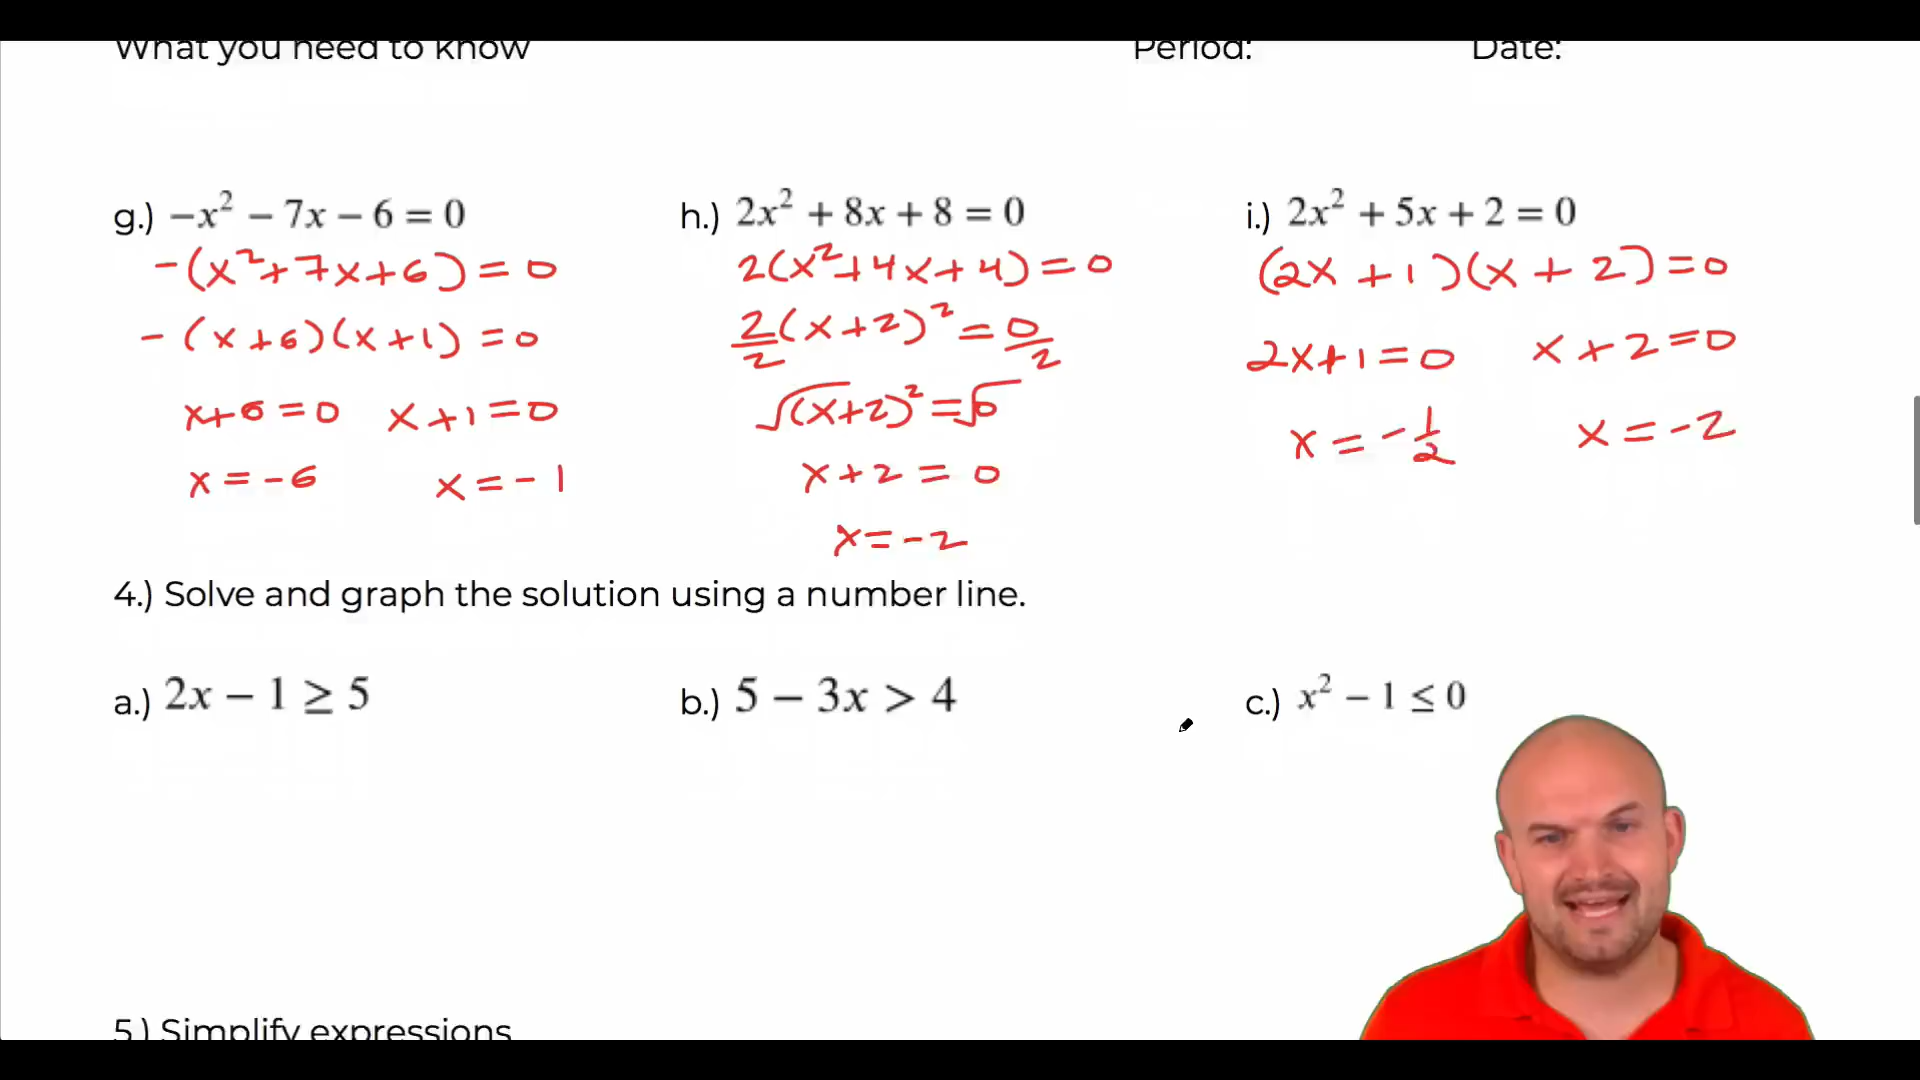 What you need to know Period: Date:
g.) −x² − 7x − 6 = 0
-(x²+7x+6)=0
-(x+6)(x+1)=0
x+6=0 x+1=0
x=-6 x=-1
h.) 2x² + 8x + 8 = 0
2(x²+4x+4)=0
2/2(x+2)²=0/2
√(x+2)²=√0
x+2=0
x=-2
i.) 2x² + 5x + 2 = 0
(2x+1)(x+2)=0
2x+1=0 x+2=0
x=-1/2 x=-2
4.) Solve and graph the solution using a number line.
a.) 2x − 1 ≥ 5
b.) 5 − 3x > 4
c.) x² − 1 ≤ 0
5.) Simplify expressions